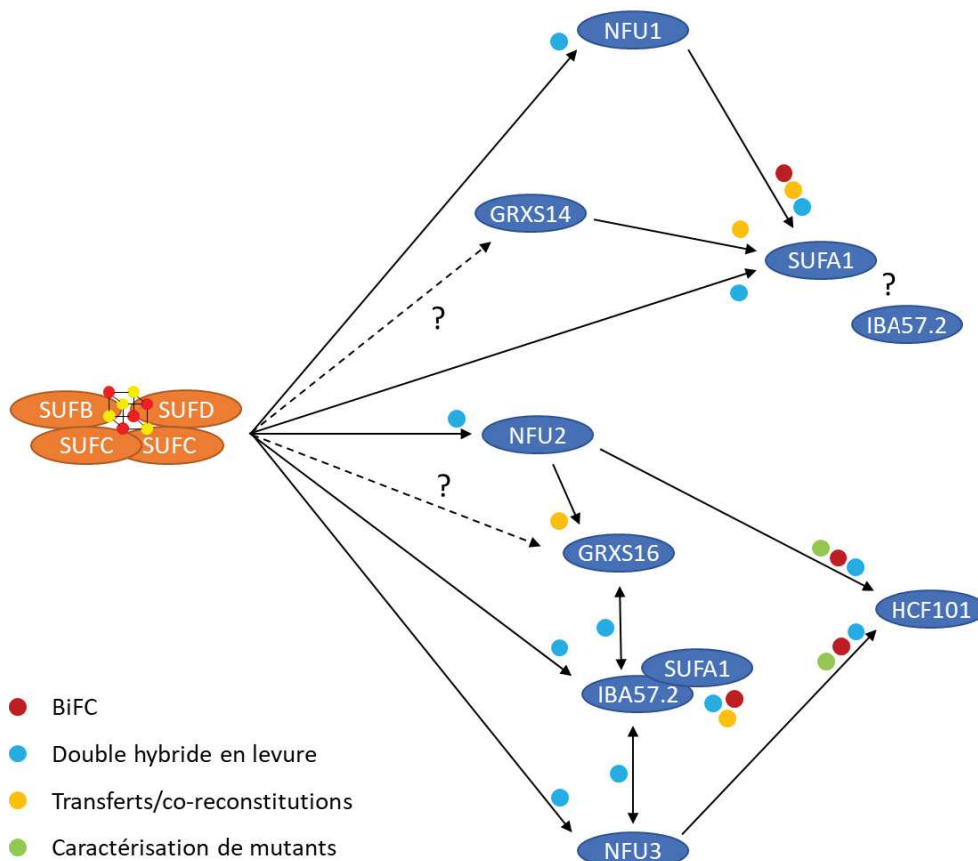 NFU1
GRXS14
SUFA1
?
?
IBA57.2
SUFB SUFD
SUFC SUFC
NFU2
?
GRXS16
HCF101
SUFA1
IBA57.2
BiFC
Double hybride en levure
Transferts/co-reconstitutions
Caractérisation de mutants
NFU3